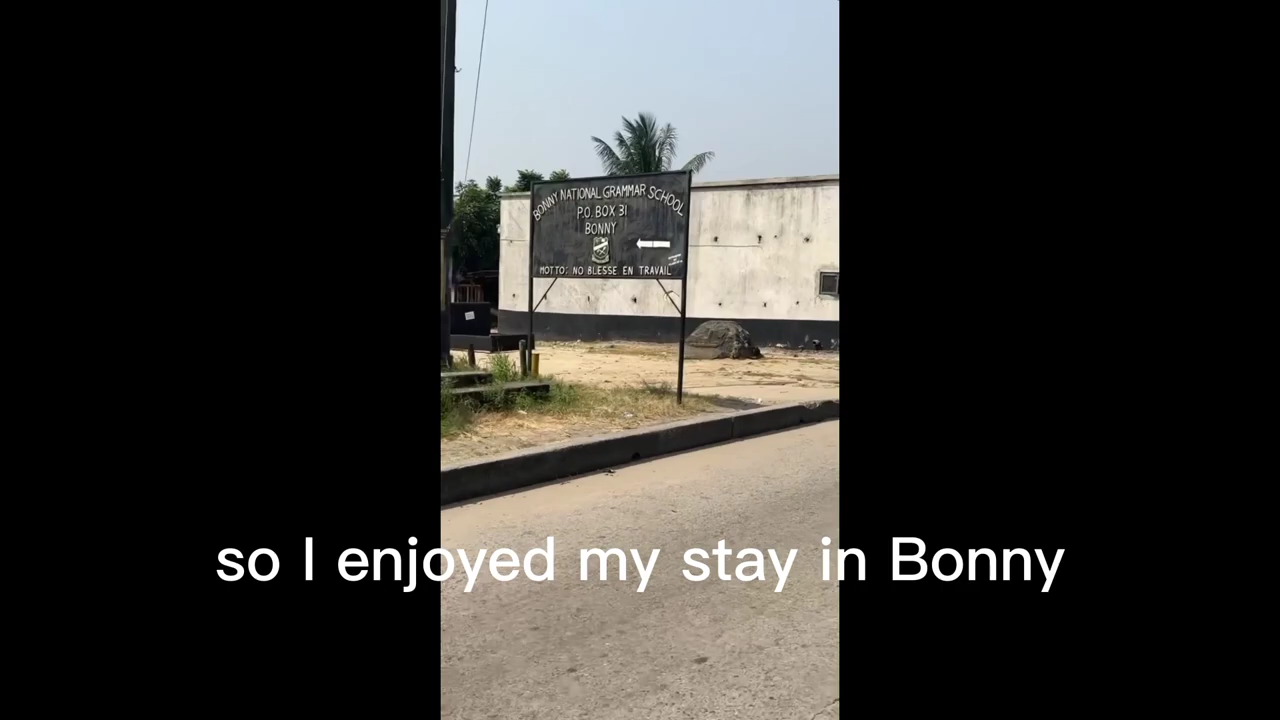 BONNY NATIONAL GRAMMAR SCHOOL
P.O. BOX 31
BONNY
MOTTO: NO BLESSE EN TRAVAIL
so I enjoyed my stay in Bonny